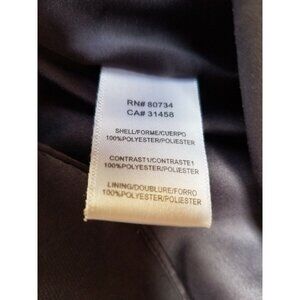 RN# 80734
CA# 31458
SHELL/FORME/CUERPO
100%POLYESTER/POLIESTER
CONTRAST1/CONTRASTE1
100%POLYESTER/POLIESTER
LINING/DOUBLURE/FORRO
100%POLYESTER/POLIESTER